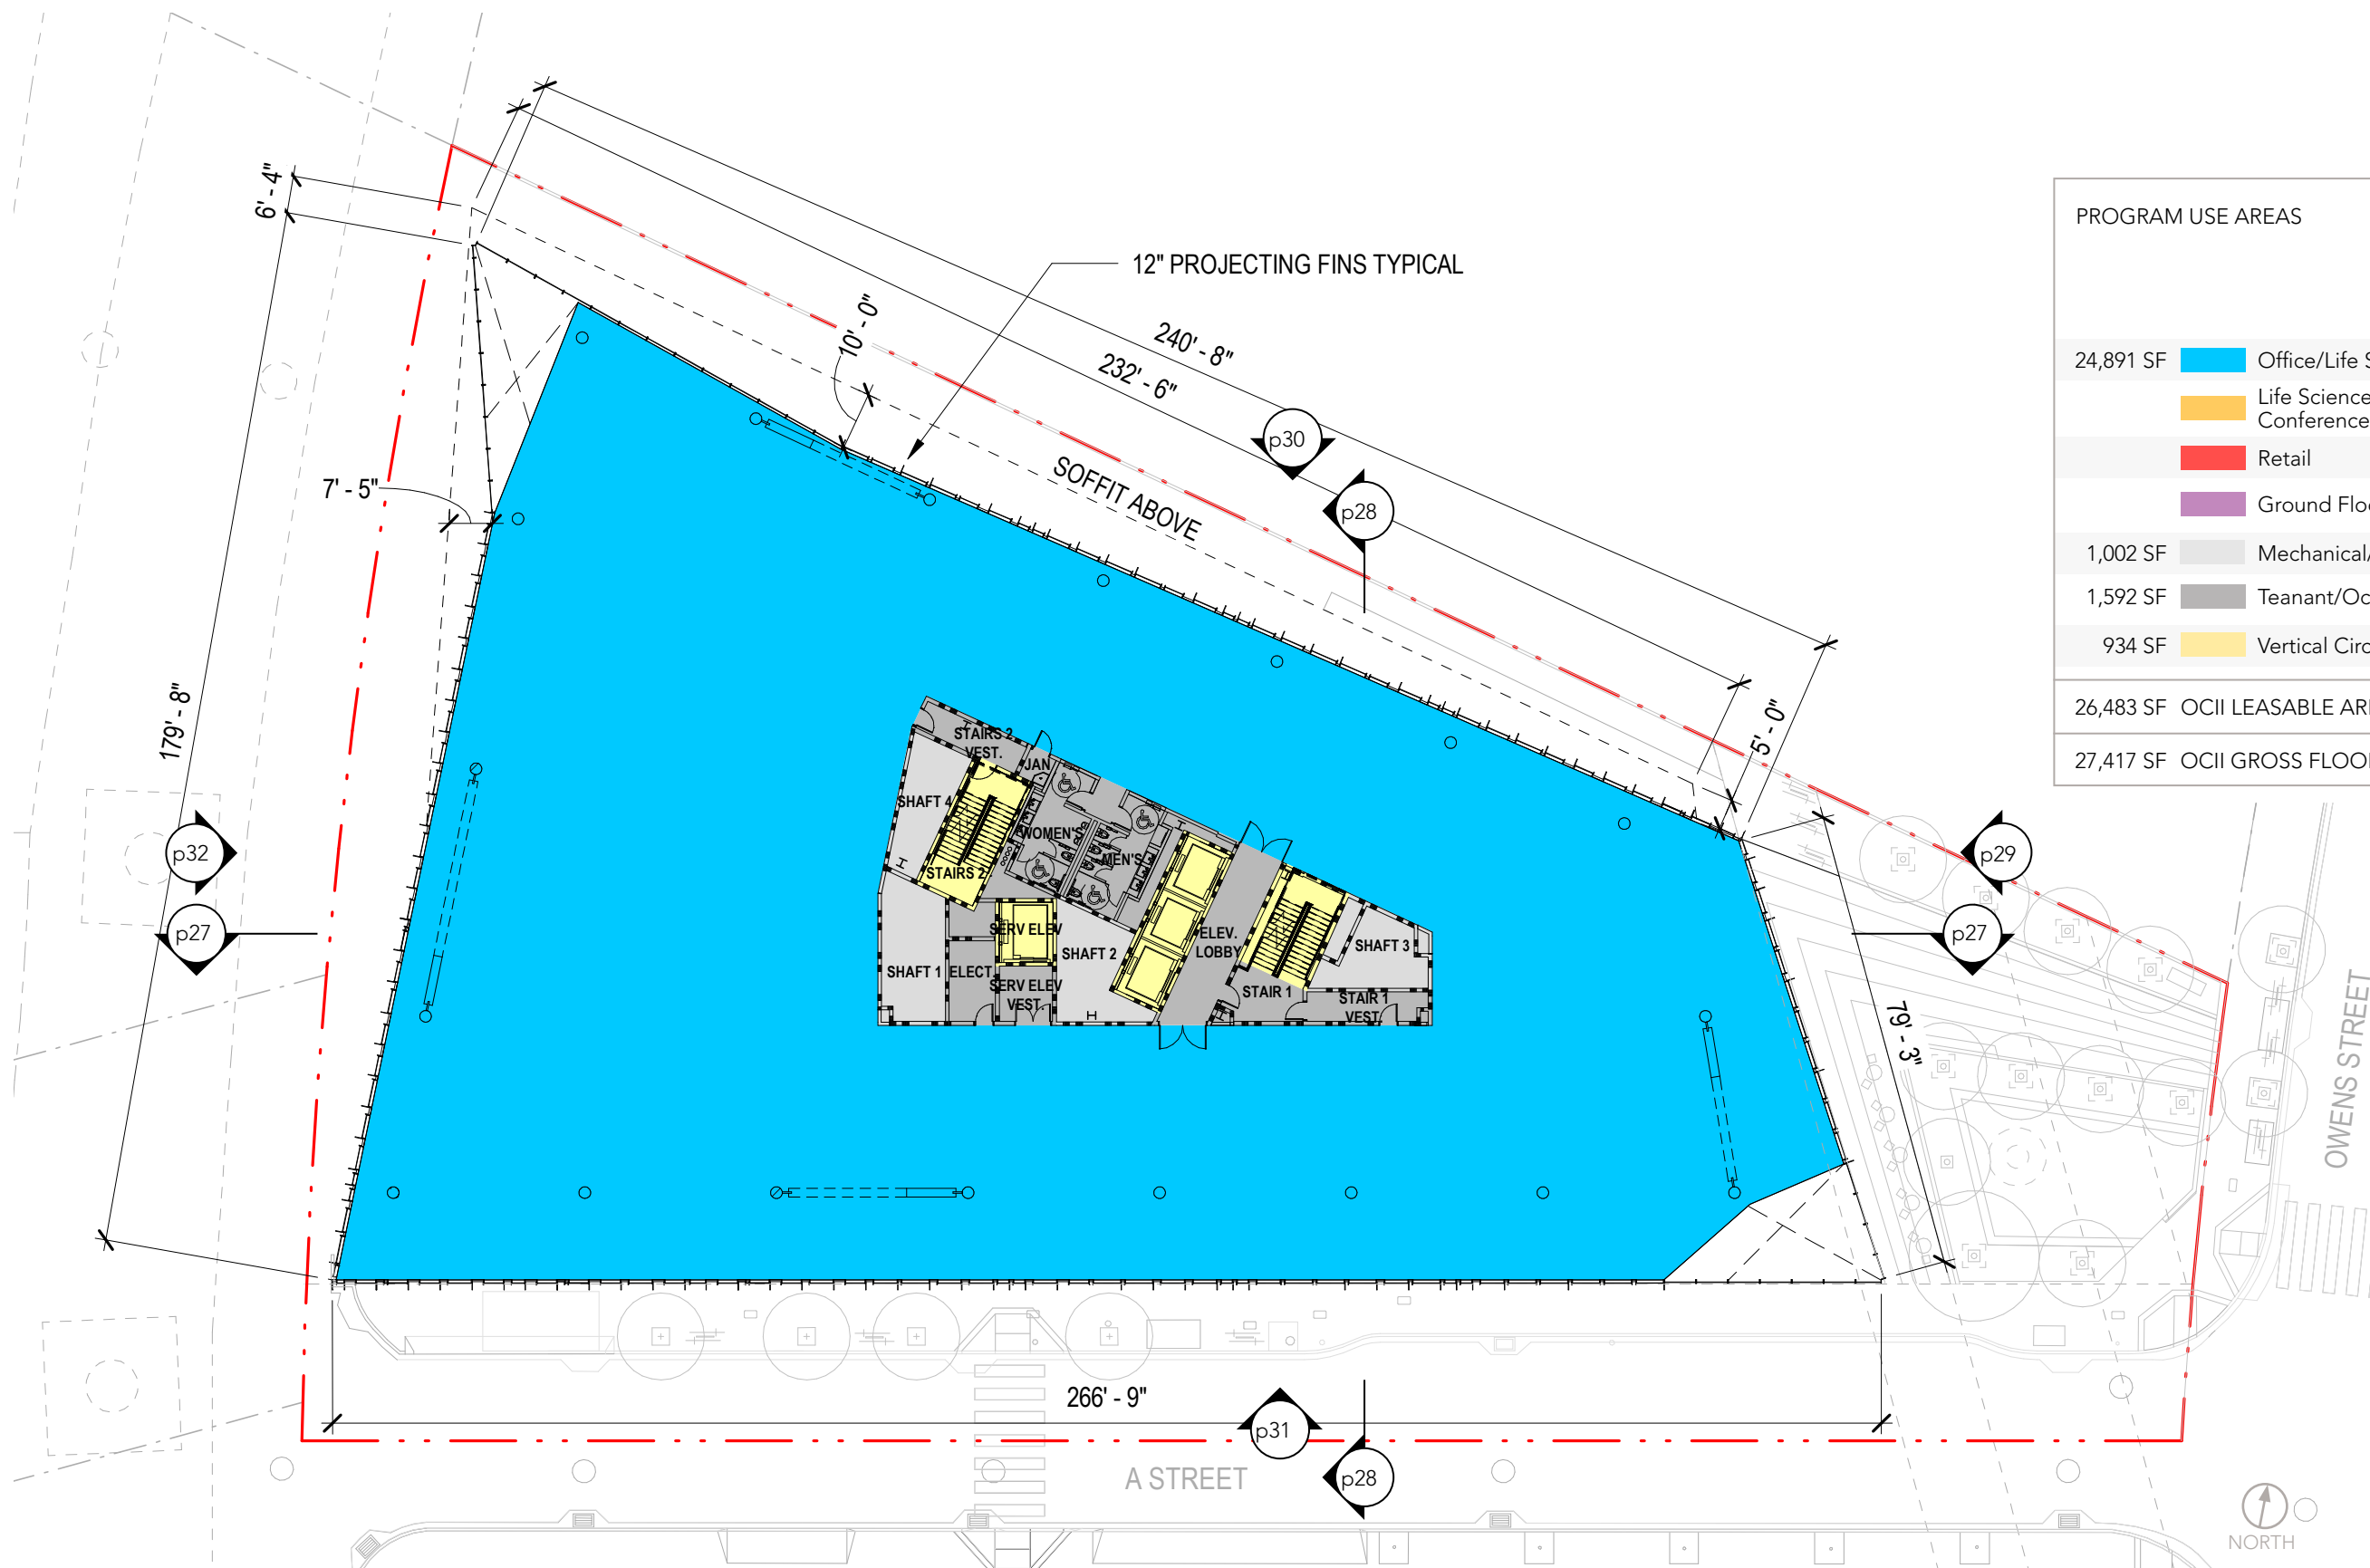 6' - 4"
12" PROJECTING FINS TYPICAL
10' - 0"
240' - 8"
232' - 6"
p30
SOFFIT ABOVE
p28
7' - 5"
179' - 8"
5' - 0"
p32
p27
p29
p27
79' - 3"
OWENS STREET
STAIRS 2
VEST.
JAN
SHAFT 4
WOMEN'S
MEN'S
STAIRS 2
SERV ELEV
ELEV.
LOBBY
SHAFT 2
SHAFT 3
SHAFT 1
ELECT.
SERV ELEV
VEST.
STAIR 1
STAIR 1
VEST.
266' - 9"
p31
A STREET
p28
NORTH
PROGRAM USE AREAS
24,891 SF Office/Life S
Life Science
Conference
Retail
Ground Floo
1,002 SF Mechanical/
1,592 SF Teanant/Oc
934 SF Vertical Circ
26,483 SF OCII LEASABLE ARE
27,417 SF OCII GROSS FLOO